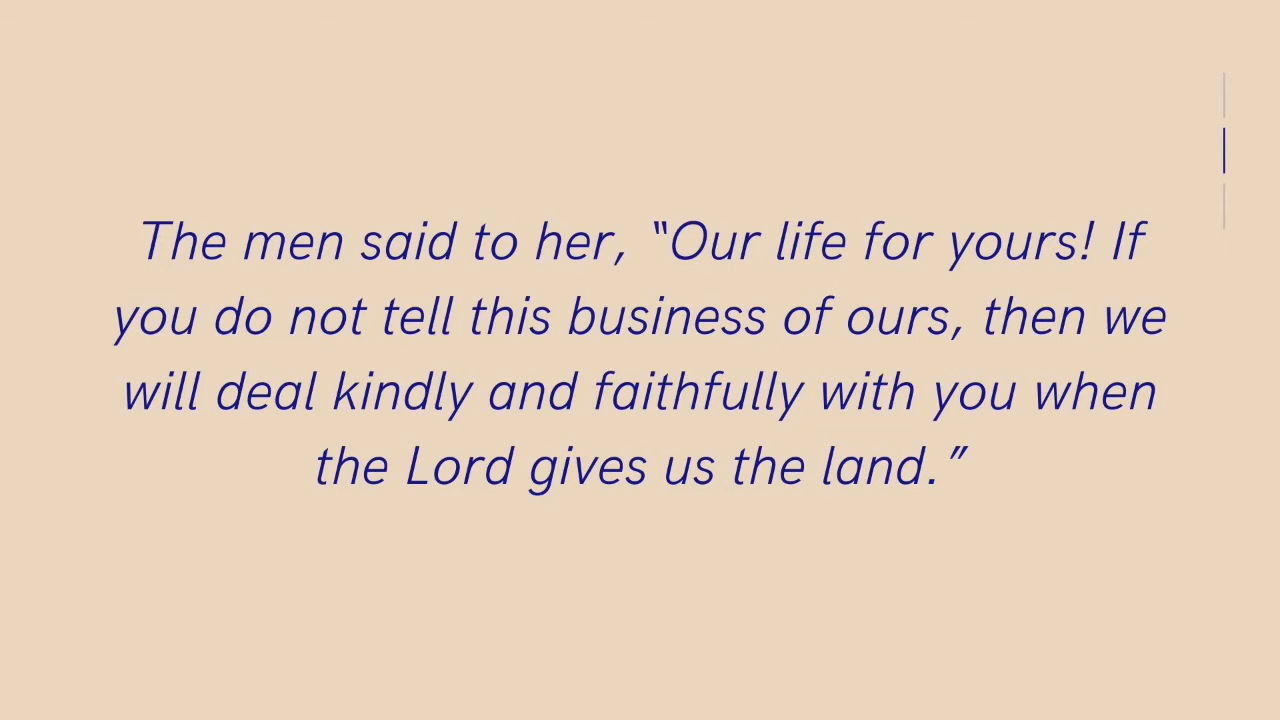 The men said to her, “Our life for yours! If
you do not tell this business of ours, then we
will deal kindly and faithfully with you when
the Lord gives us the land.”